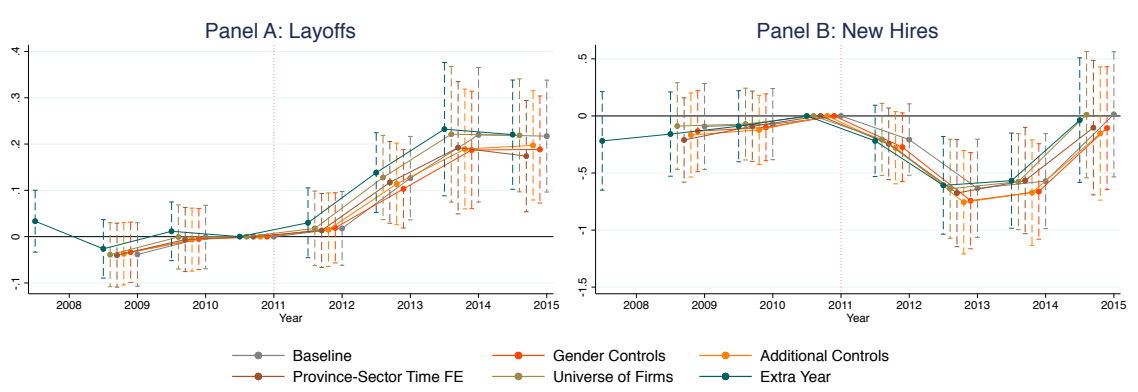 Panel A: Layoffs
Panel B: New Hires
.4
.3
.2
.1
0
-.1
2008 2009 2010 2011 2012 2013 2014 2015
Year
.5
0
-.5
-1
-1.5
2008 2009 2010 2011 2012 2013 2014 2015
Year
Baseline Gender Controls Additional Controls
Province-Sector Time FE Universe of Firms Extra Year